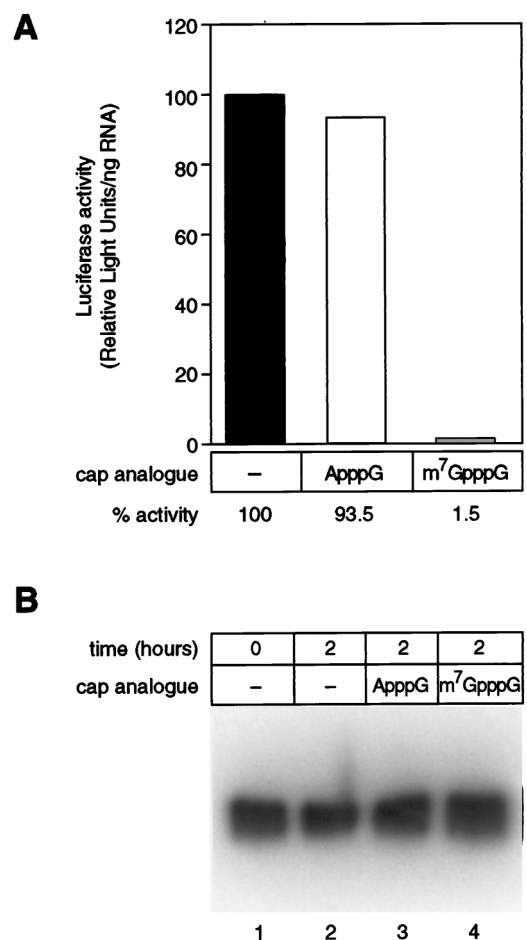 A
120
100
80
60
40
20
0
Luciferase activity
(Relative Light Units/ng RNA)
cap analogue – ApppG m⁷GpppG
% activity 100 93.5 1.5
B
time (hours) 0 2 2 2
cap analogue – – ApppG m⁷GpppG
1 2 3 4